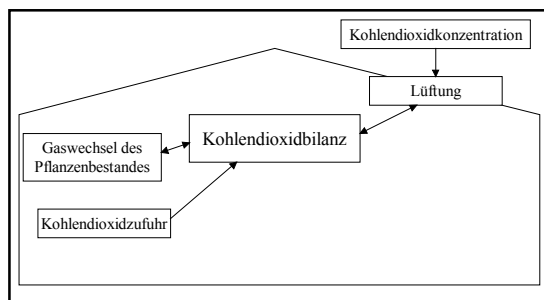 Kohlendioxidkonzentration
Lüftung
Kohlendioxidbilanz
Gaswechsel des
Pflanzenbestandes
Kohlendioxidzufuhr